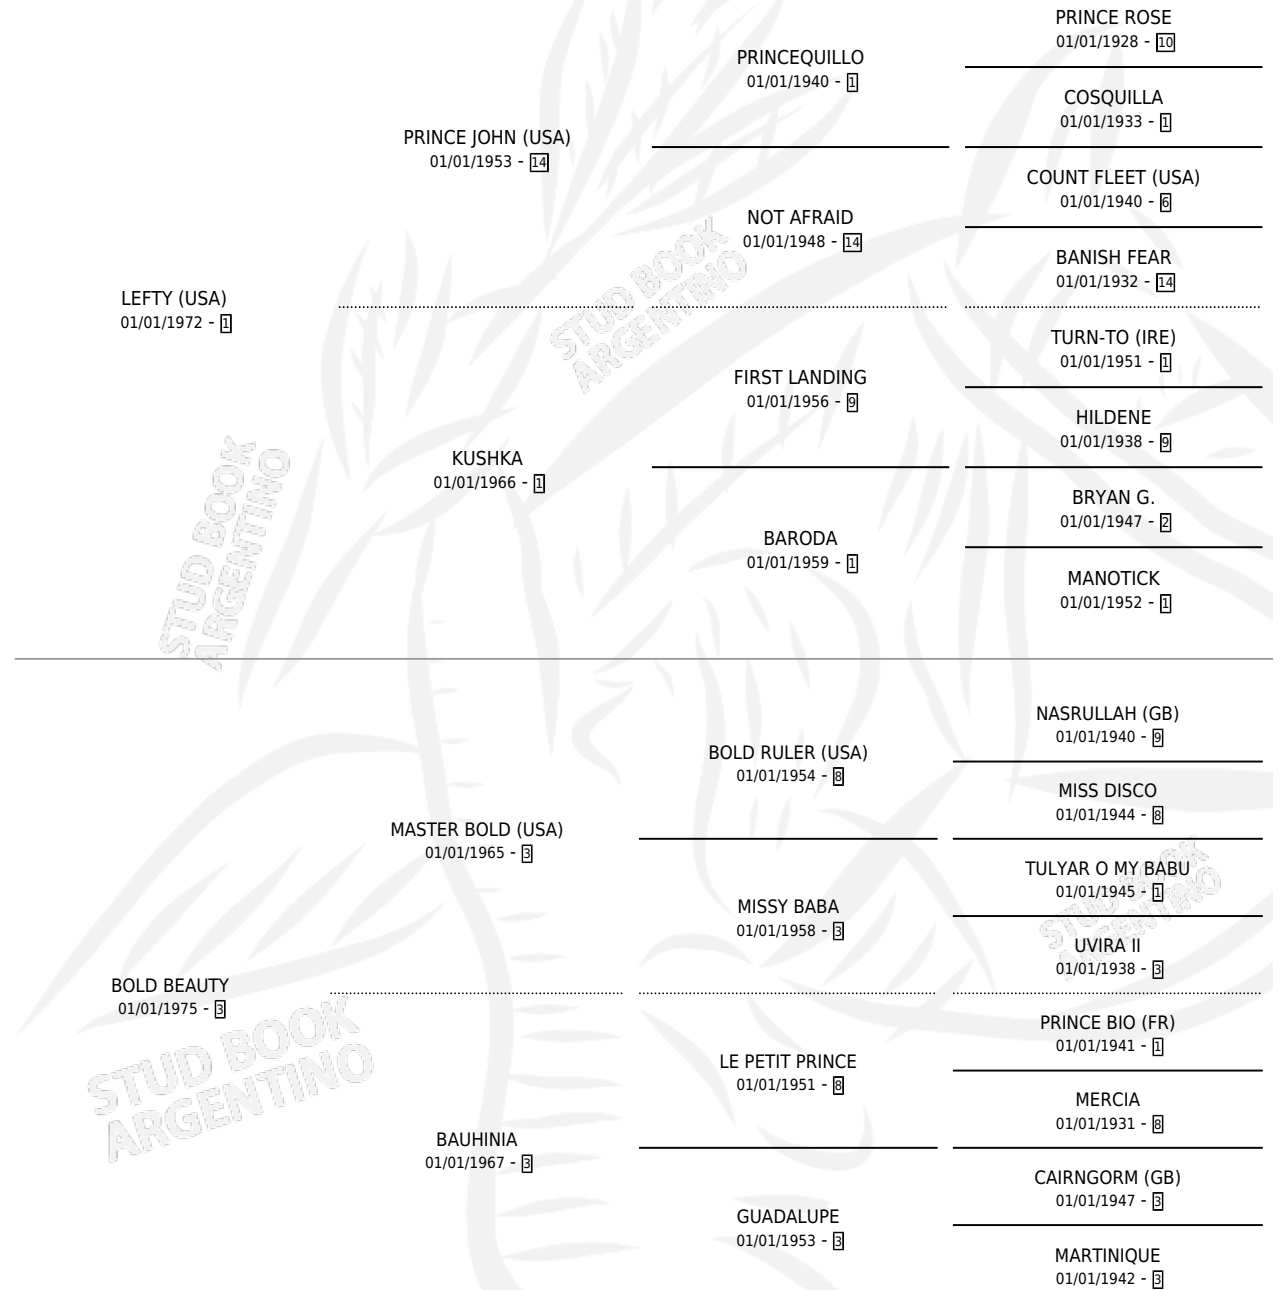 PRINCE ROSE
01/01/1928 - 10
PRINCEQUILLO
01/01/1940 - 1
COSQUILLA
01/01/1933 - 1
PRINCE JOHN (USA)
01/01/1953 - 14
COUNT FLEET (USA)
01/01/1940 - 6
NOT AFRAID
01/01/1948 - 14
BANISH FEAR
01/01/1932 - 14
LEFTY (USA)
01/01/1972 - 1
STUD BOOK
ARGENTINO
TURN-TO (IRE)
01/01/1951 - 1
FIRST LANDING
01/01/1956 - 9
HILDENE
01/01/1938 - 9
KUSHKA
01/01/1966 - 1
BRYAN G.
01/01/1947 - 2
BARODA
01/01/1959 - 1
MANOTICK
01/01/1952 - 1
STUD BOOK
ARGENTINO
NASRULLAH (GB)
01/01/1940 - 9
BOLD RULER (USA)
01/01/1954 - 8
MISS DISCO
01/01/1944 - 8
MASTER BOLD (USA)
01/01/1965 - 3
TULYAR O MY BABU
01/01/1945 - 1
MISSY BABA
01/01/1958 - 3
STUD BOOK
ARGENTINO
UVIRA II
01/01/1938 - 3
BOLD BEAUTY
01/01/1975 - 3
STUD BOOK
ARGENTINO
PRINCE BIO (FR)
01/01/1941 - 1
LE PETIT PRINCE
01/01/1951 - 8
MERCIA
01/01/1931 - 8
BAUHINIA
01/01/1967 - 3
CAIRNGORM (GB)
01/01/1947 - 3
GUADALUPE
01/01/1953 - 3
MARTINIQUE
01/01/1942 - 3